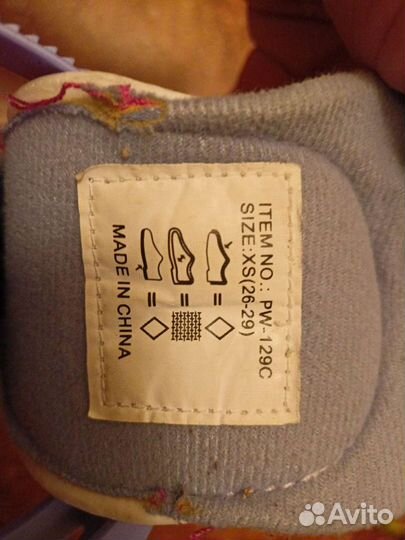 ITEM NO.: PW-129C
SIZE:XS(26-29)
= ◇
=
= ◇
MADE IN CHINA
Avito